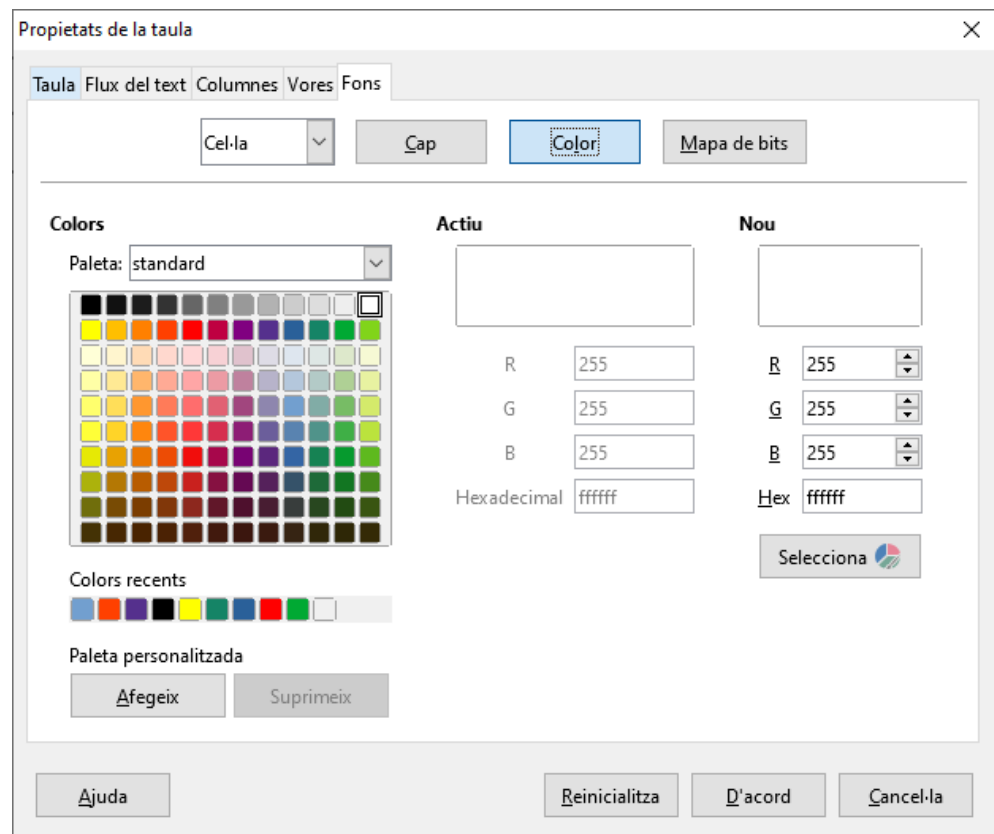 Propietats de la taula
Taula Flux del text Columnes Vores Fons
Cel·la Cap Color Mapa de bits
Colors Actiu Nou
Paleta: standard
R 255 R 255
G 255 G 255
B 255 B 255
Hexadecimal ffffff Hex ffffff
Selecciona
Colors recents
Paleta personalitzada
Afegeix Suprimeix
Ajuda Reinicialitza D'acord Cancel·la